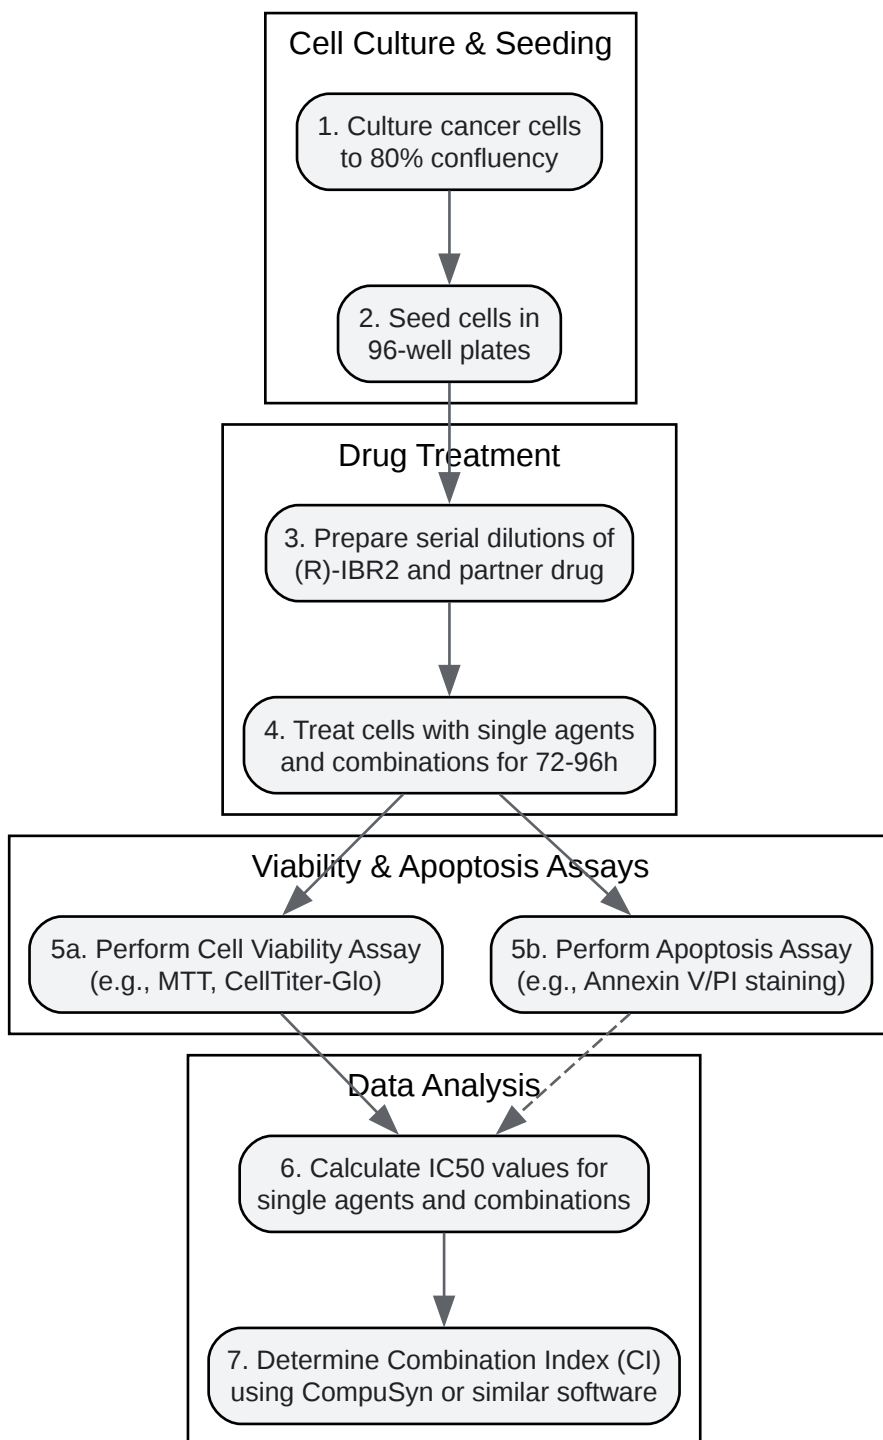 Cell Culture & Seeding
1. Culture cancer cells
to 80% confluency
2. Seed cells in
96-well plates
Drug Treatment
3. Prepare serial dilutions of
(R)-IBR2 and partner drug
4. Treat cells with single agents
and combinations for 72-96h
Viability & Apoptosis Assays
5a. Perform Cell Viability Assay
(e.g., MTT, CellTiter-Glo)
5b. Perform Apoptosis Assay
(e.g., Annexin V/PI staining)
Data Analysis
6. Calculate IC50 values for
single agents and combinations
7. Determine Combination Index (CI)
using CompuSyn or similar software